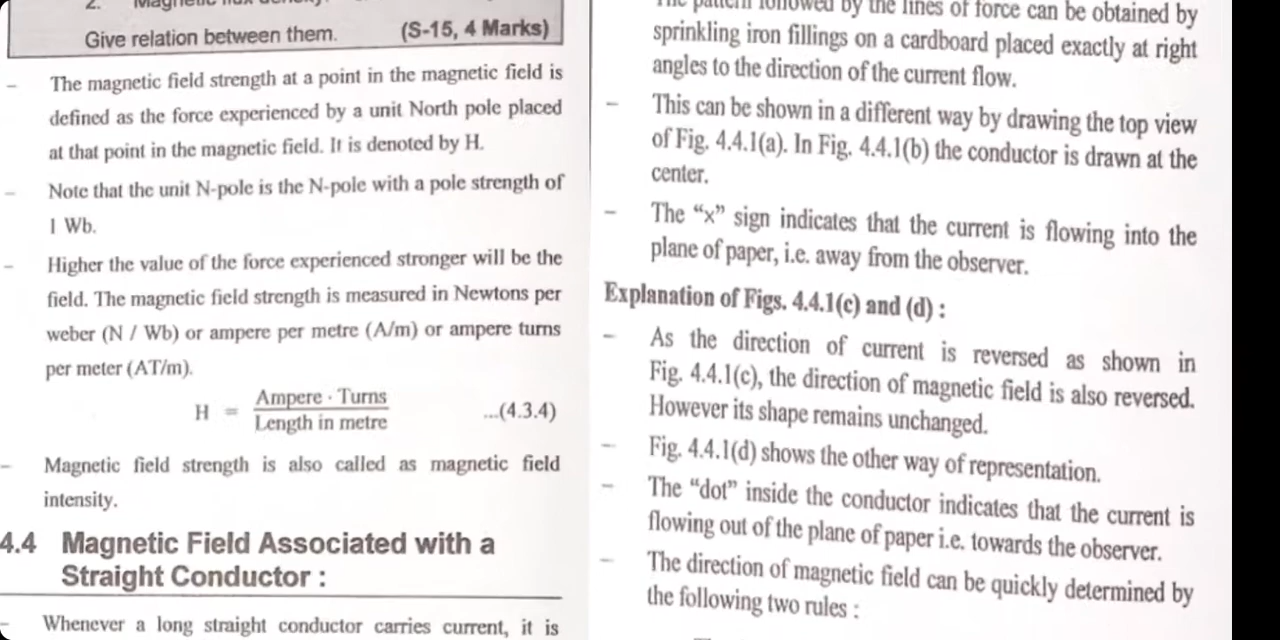 2. Magnetic flux density.
Give relation between them. (S-15, 4 Marks)
– The magnetic field strength at a point in the magnetic field is
defined as the force experienced by a unit North pole placed
at that point in the magnetic field. It is denoted by H.
– Note that the unit N-pole is the N-pole with a pole strength of
1 Wb.
– Higher the value of the force experienced stronger will be the
field. The magnetic field strength is measured in Newtons per
weber (N / Wb) or ampere per metre (A/m) or ampere turns
per meter (AT/m).
H = Ampere · Turns / Length in metre ...(4.3.4)
– Magnetic field strength is also called as magnetic field
intensity.
4.4 Magnetic Field Associated with a
Straight Conductor :
– Whenever a long straight conductor carries current, it is
The pattern followed by the lines of force can be obtained by
sprinkling iron fillings on a cardboard placed exactly at right
angles to the direction of the current flow.
– This can be shown in a different way by drawing the top view
of Fig. 4.4.1(a). In Fig. 4.4.1(b) the conductor is drawn at the
center.
– The “x” sign indicates that the current is flowing into the
plane of paper, i.e. away from the observer.
Explanation of Figs. 4.4.1(c) and (d) :
– As the direction of current is reversed as shown in
Fig. 4.4.1(c), the direction of magnetic field is also reversed.
However its shape remains unchanged.
– Fig. 4.4.1(d) shows the other way of representation.
– The “dot” inside the conductor indicates that the current is
flowing out of the plane of paper i.e. towards the observer.
– The direction of magnetic field can be quickly determined by
the following two rules :